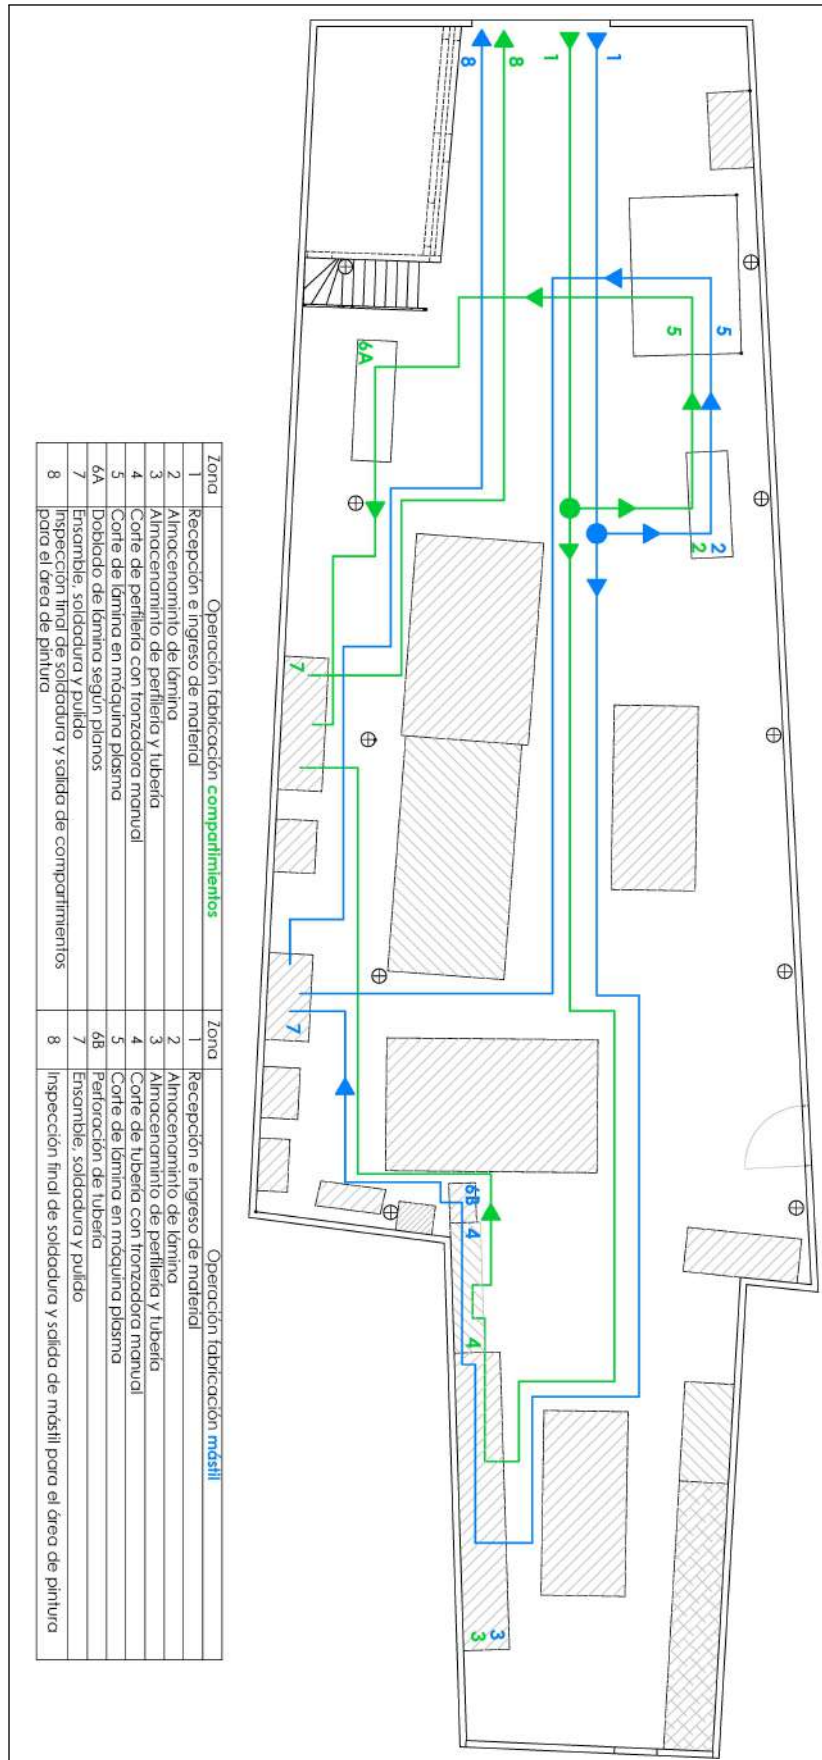 5
2
5
2
1
1
8
3
8
6B
4
4
3
6A
7
7
Zona Operación fabricación compartimientos
1 Recepción e ingreso de material
2 Almacenaminto de lámina
3 Almacenaminto de perfilería y tubería
4 Corte de perfilería con tronzadora manual
5 Corte de lámina en máquina plasma
6A Doblado de lámina según planos
7 Ensamble, soldadura y pulido
8 Inspección final de soldadura y salida de compartimientos
para el área de pintura
Zona Operación fabricación mástil
1 Recepción e ingreso de material
2 Almacenaminto de lámina
3 Almacenaminto de perfilería y tubería
4 Corte de tubería con tronzadora manual
5 Corte de lámina en máquina plasma
6B Perforación de tubería
7 Ensamble, soldadura y pulido
8 Inspección final de soldadura y salida de mástil para el área de pintura